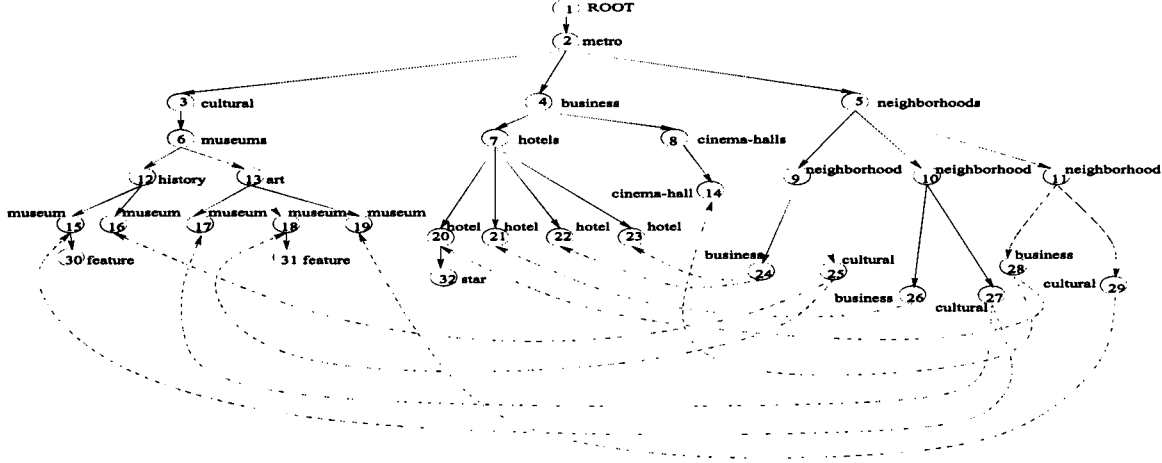 1 ROOT
2 metro
3 cultural 4 business 5 neighborhoods
6 museums 7 hotels 8 cinema-halls
12 history 13 art 9 neighborhood 10 neighborhood 11 neighborhood
cinema-hall 14
museum museum museum museum museum
15 16 17 18 19
hotel hotel hotel hotel
20 21 22 23
30 feature 31 feature 32 star
business 24 cultural 25 business 28
business 26 cultural 27 cultural 29